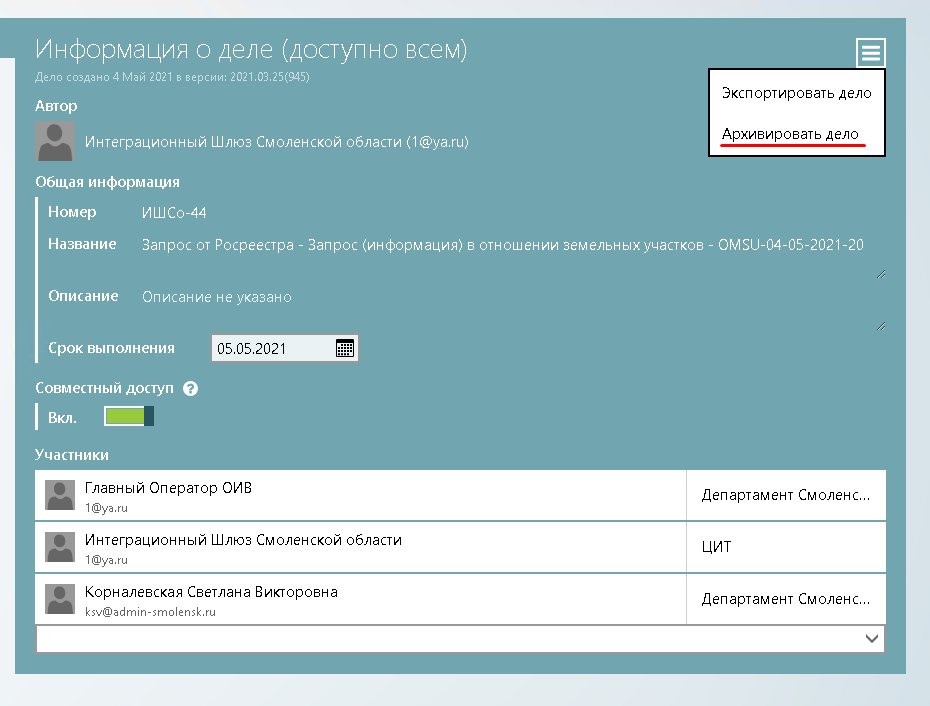 Информация о деле (доступно всем)
Дело создано 4 Май 2021 в версии: 2021.03.25(945)
Экспортировать дело
Архивировать дело
Автор
Интеграционный Шлюз Смоленской области (1@ya.ru)
Общая информация
Номер ИШСо-44
Название Запрос от Росреестра - Запрос (информация) в отношении земельных участков - OMSU-04-05-2021-20
Описание Описание не указано
Срок выполнения 05.05.2021
Совместный доступ ?
Вкл.
Участники
Главный Оператор ОИВ
1@ya.ru
Департамент Смоленс...
Интеграционный Шлюз Смоленской области
1@ya.ru
ЦИТ
Корналевская Светлана Викторовна
ksv@admin-smolensk.ru
Департамент Смоленс...